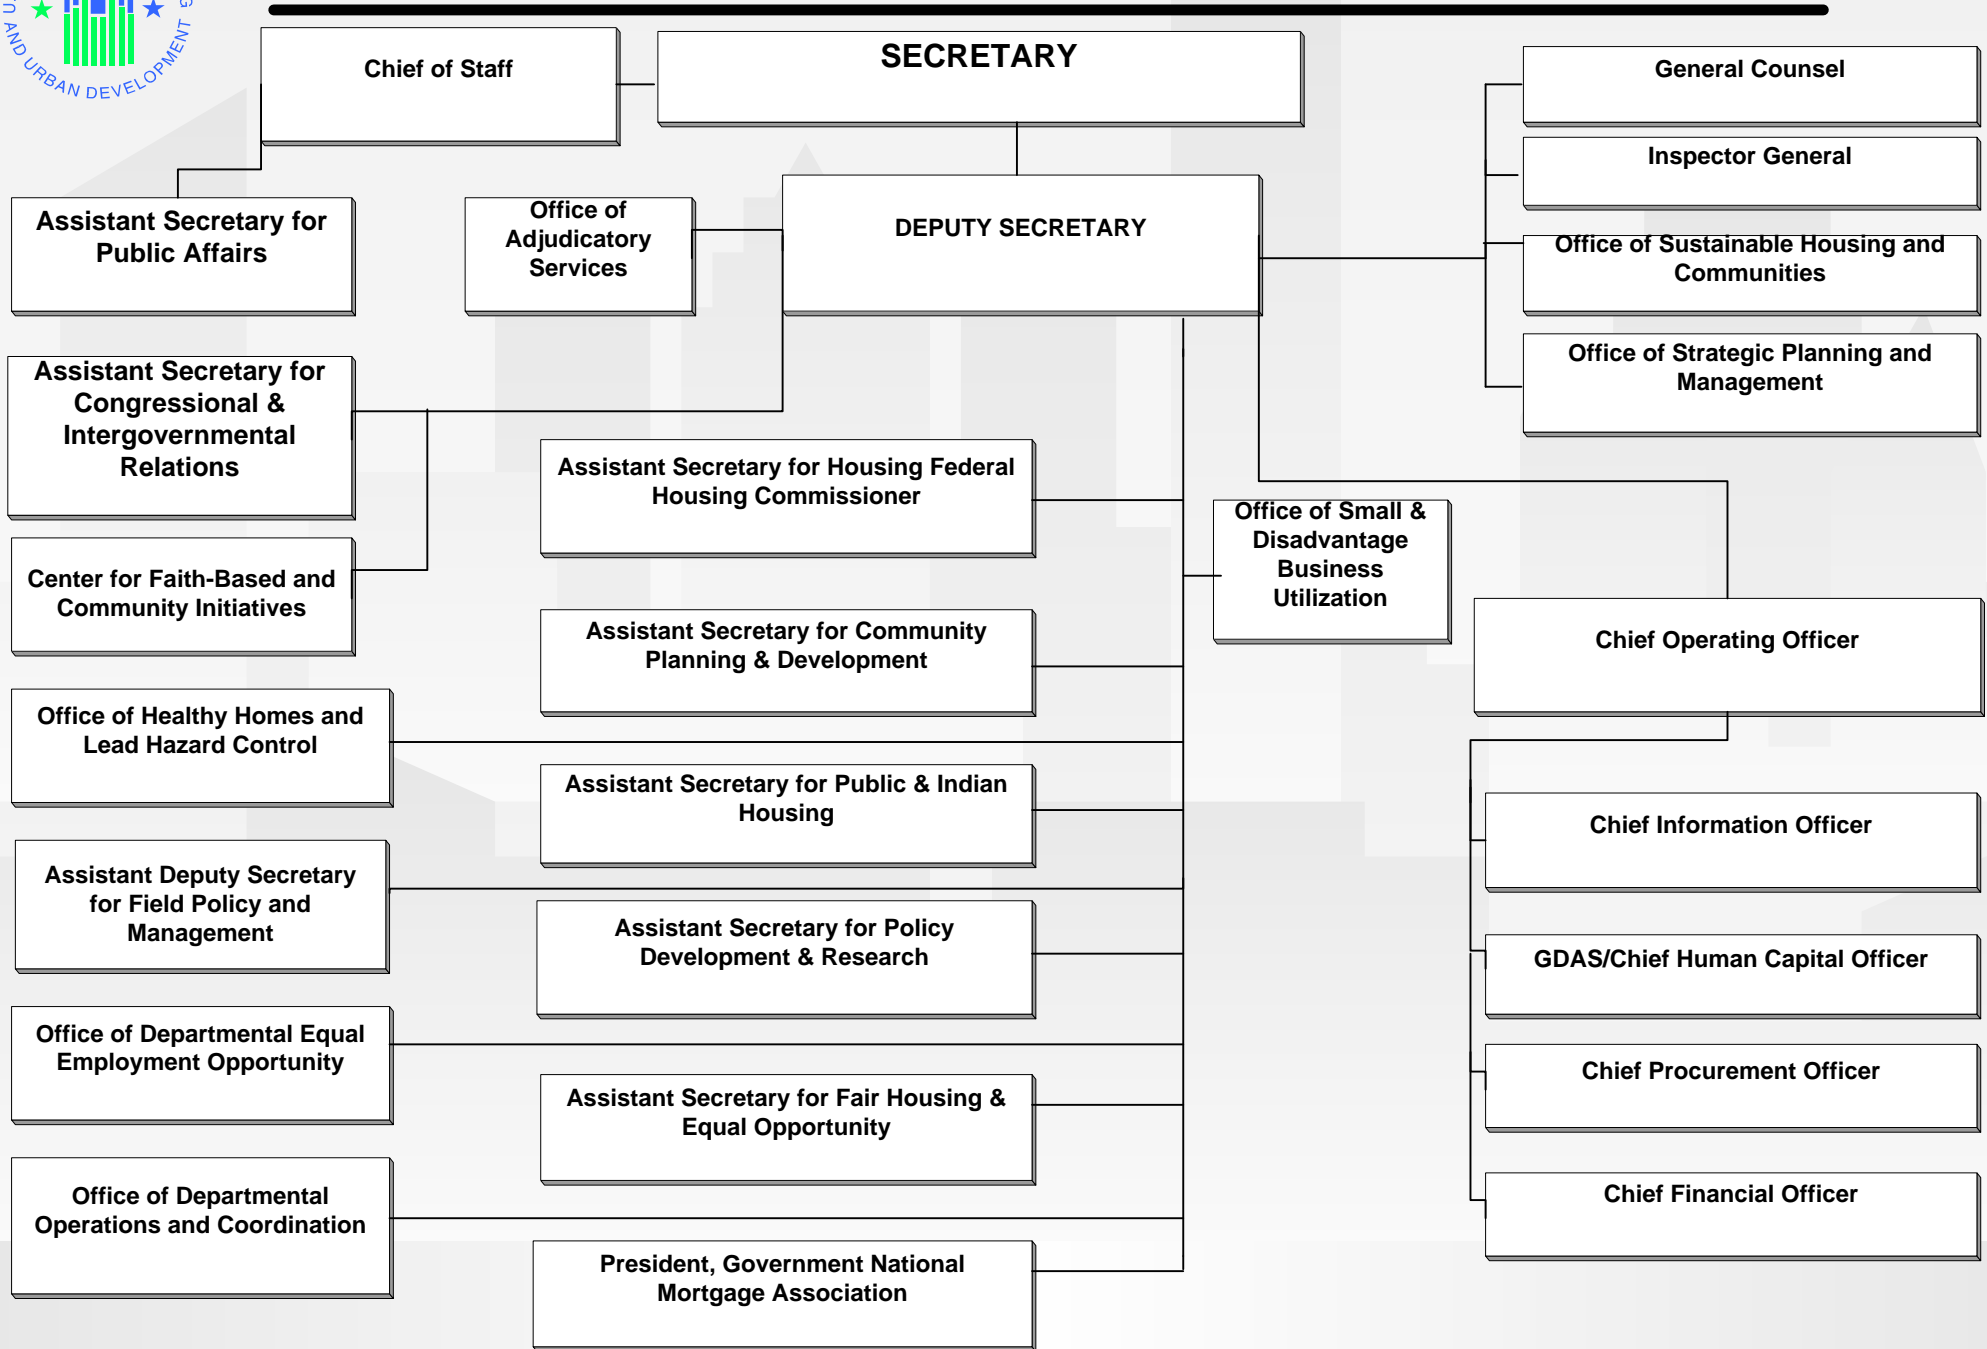 AND URBAN DEVELOPMENT
Chief of Staff
SECRETARY
General Counsel
Inspector General
Assistant Secretary for
Public Affairs
Office of
Adjudicatory
Services
DEPUTY SECRETARY
Office of Sustainable Housing and
Communities
Office of Strategic Planning and
Management
Assistant Secretary for
Congressional &
Intergovernmental
Relations
Assistant Secretary for Housing Federal
Housing Commissioner
Office of Small &
Disadvantage
Business
Utilization
Center for Faith-Based and
Community Initiatives
Assistant Secretary for Community
Planning & Development
Chief Operating Officer
Office of Healthy Homes and
Lead Hazard Control
Assistant Secretary for Public & Indian
Housing
Chief Information Officer
Assistant Deputy Secretary
for Field Policy and
Management
Assistant Secretary for Policy
Development & Research
GDAS/Chief Human Capital Officer
Office of Departmental Equal
Employment Opportunity
Assistant Secretary for Fair Housing &
Equal Opportunity
Chief Procurement Officer
Office of Departmental
Operations and Coordination
Chief Financial Officer
President, Government National
Mortgage Association